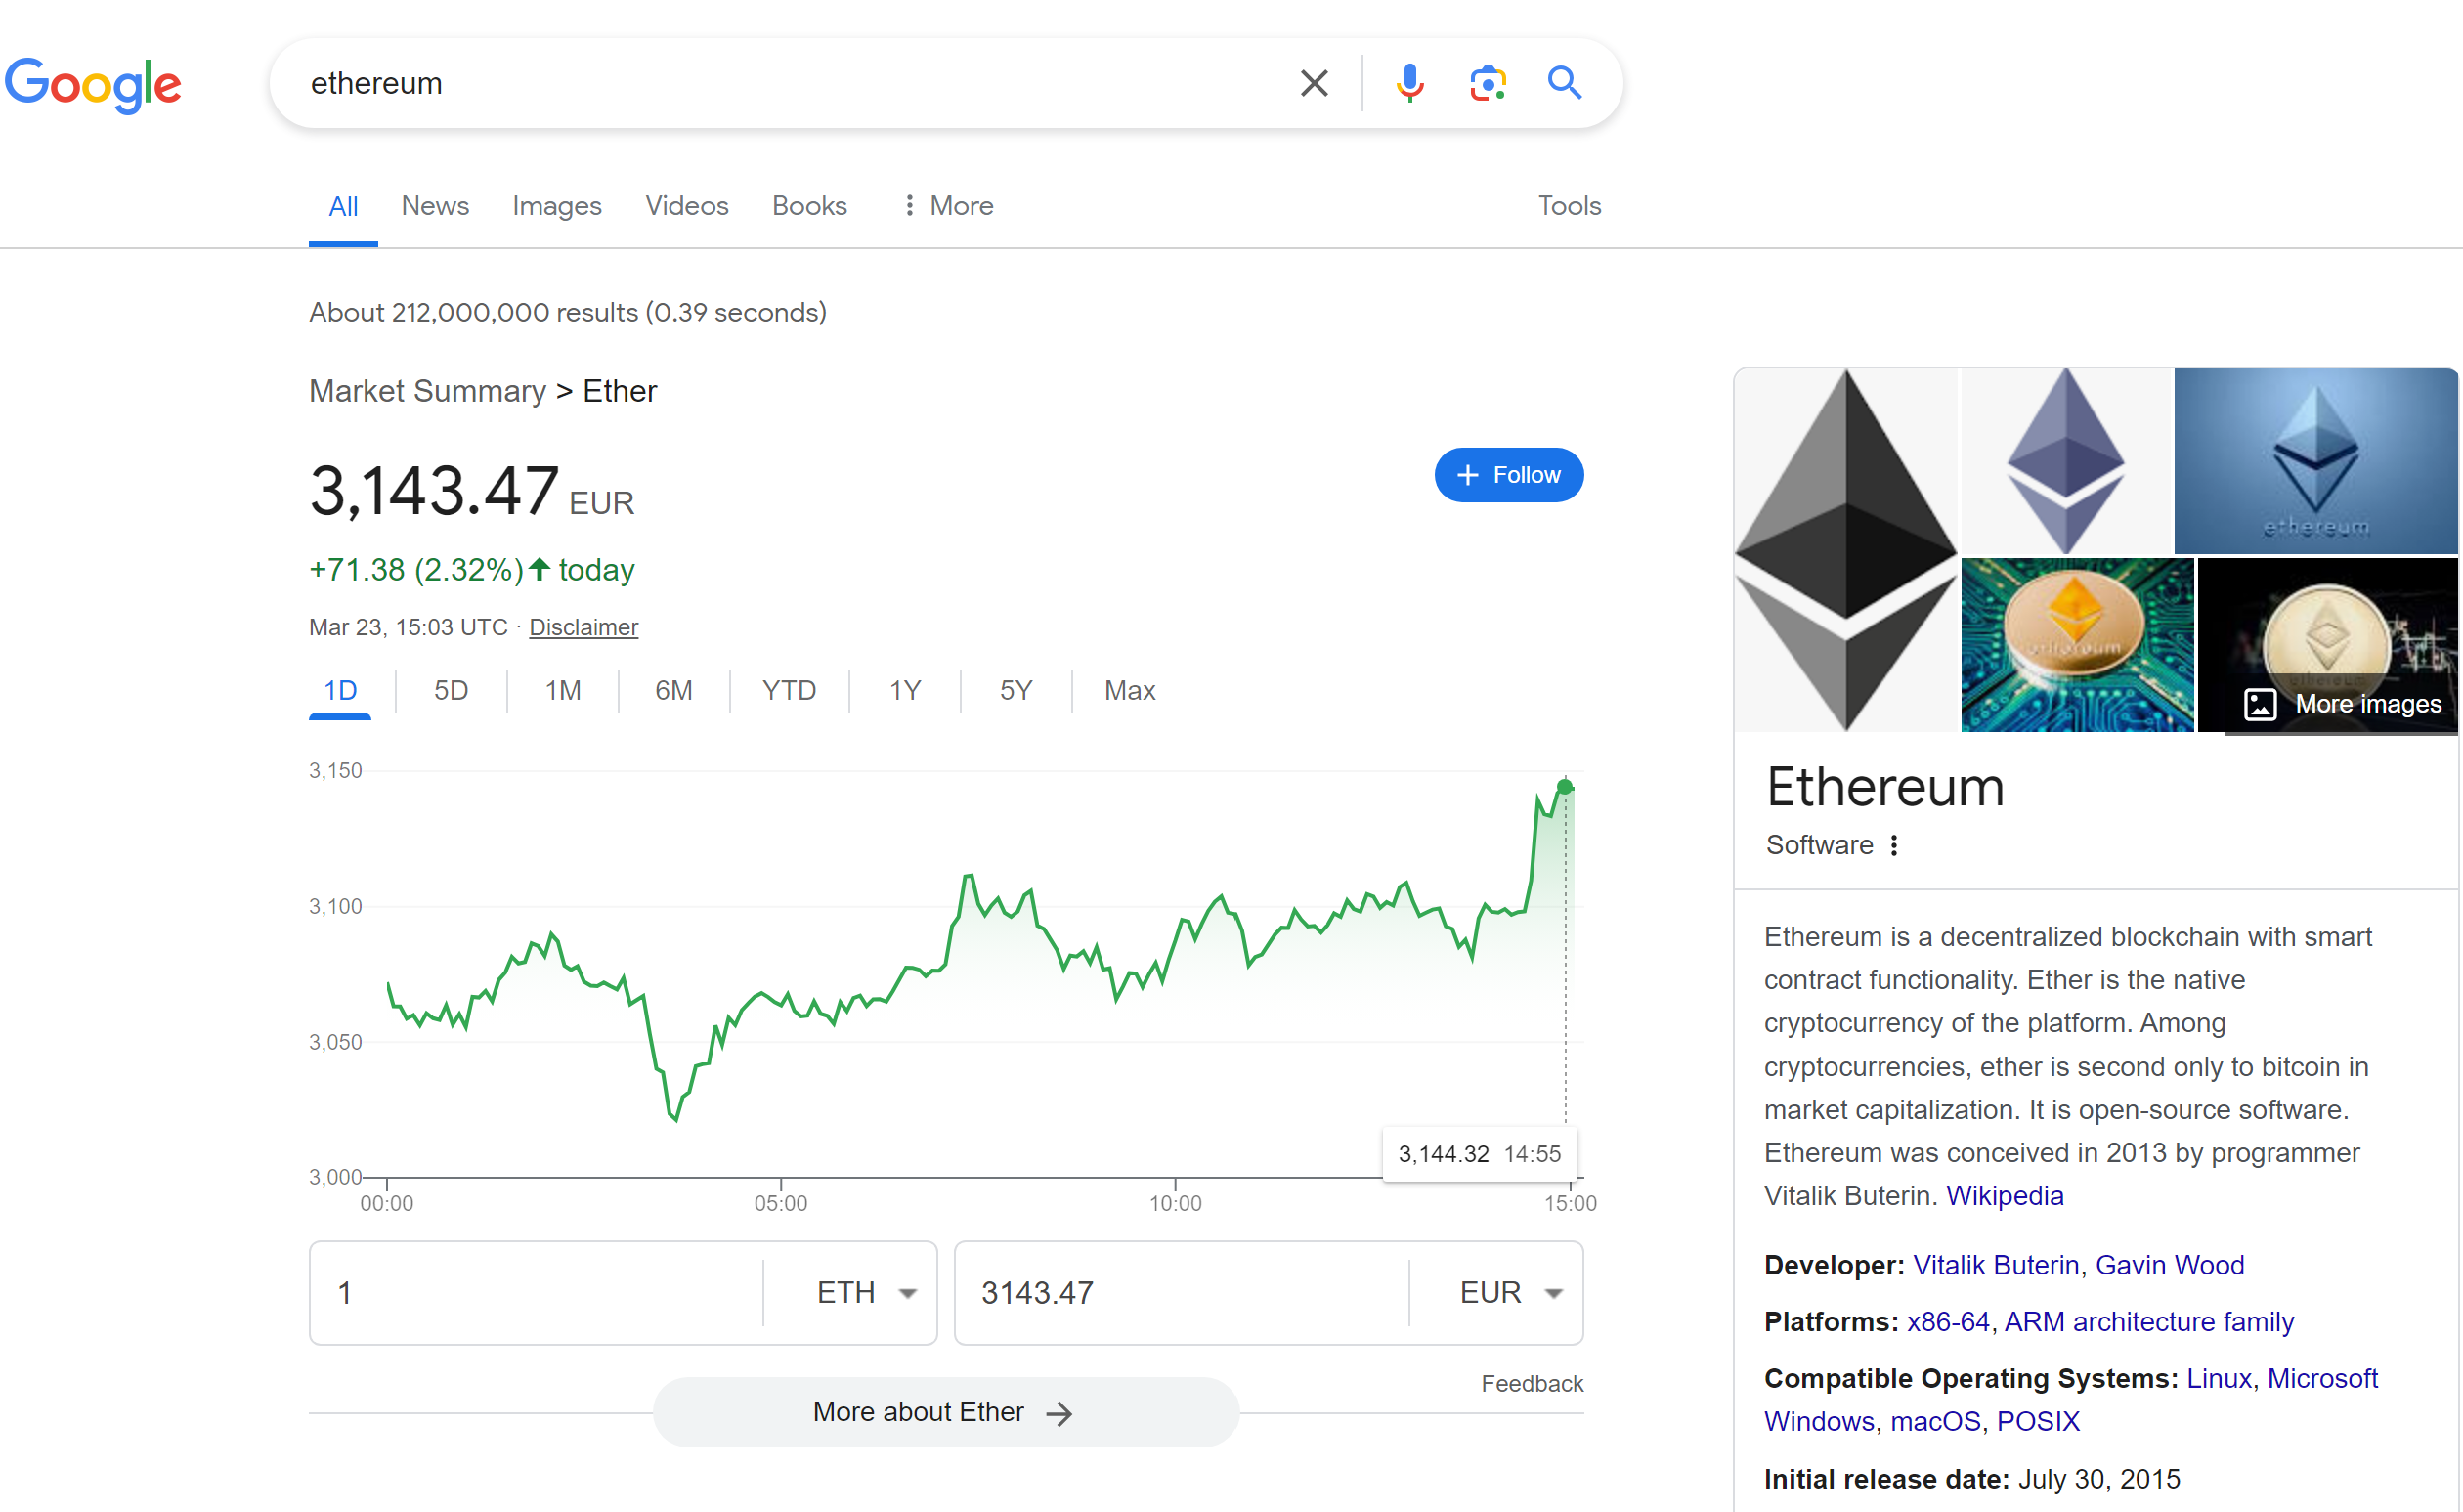 Google
ethereum
All News Images Videos Books More Tools
About 212,000,000 results (0.39 seconds)
Market Summary > Ether
3,143.47 EUR
+ Follow
+71.38 (2.32%) today
Mar 23, 15:03 UTC · Disclaimer
1D 5D 1M 6M YTD 1Y 5Y Max
3,150
3,100
3,050
3,000
3,144.32 14:55
00:00 05:00 10:00 15:00
1 ETH
3143.47 EUR
Feedback
More about Ether
ethereum
ethereum
More images
Ethereum
Software
Ethereum is a decentralized blockchain with smart
contract functionality. Ether is the native
cryptocurrency of the platform. Among
cryptocurrencies, ether is second only to bitcoin in
market capitalization. It is open-source software.
Ethereum was conceived in 2013 by programmer
Vitalik Buterin. Wikipedia
Developer: Vitalik Buterin, Gavin Wood
Platforms: x86-64, ARM architecture family
Compatible Operating Systems: Linux, Microsoft
Windows, macOS, POSIX
Initial release date: July 30, 2015